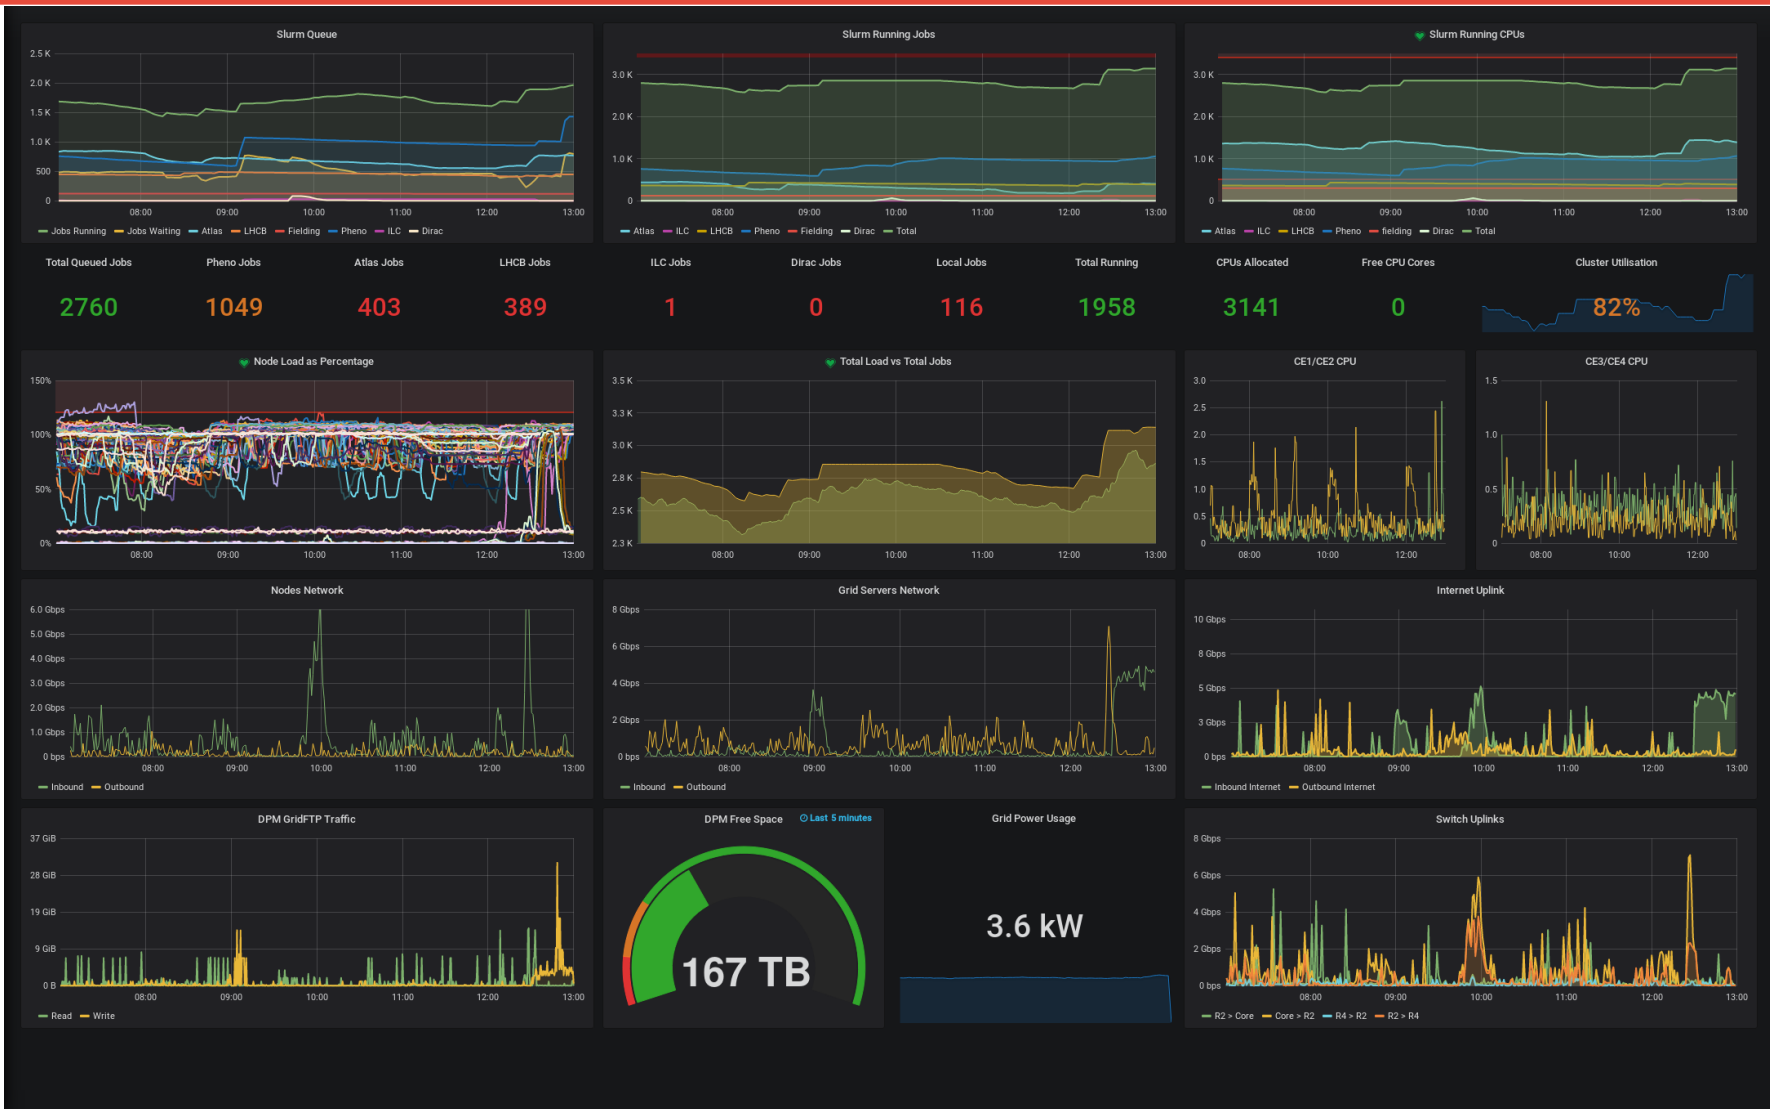 Slurm Queue
2.5 K
2.0 K
1.5 K
1.0 K
500
0
08:00 09:00 10:00 11:00 12:00 13:00
Jobs Running Jobs Waiting Atlas LHCB Fielding Pheno ILC Dirac
Slurm Running Jobs
3.0 K
2.0 K
1.0 K
0
08:00 09:00 10:00 11:00 12:00 13:00
Atlas ILC LHCB Pheno Fielding Dirac Total
Slurm Running CPUs
3.0 K
2.0 K
1.0 K
0
08:00 09:00 10:00 11:00 12:00 13:00
Atlas ILC LHCB Pheno fielding Dirac Total
Total Queued Jobs
2760
Pheno Jobs
1049
Atlas Jobs
403
LHCB Jobs
389
ILC Jobs
1
Dirac Jobs
0
Local Jobs
116
Total Running
1958
CPUs Allocated
3141
Free CPU Cores
0
Cluster Utilisation
82%
Node Load as Percentage
150%
100%
50%
0%
08:00 09:00 10:00 11:00 12:00 13:00
Total Load vs Total Jobs
3.5 K
3.3 K
3.0 K
2.8 K
2.5 K
2.3 K
08:00 09:00 10:00 11:00 12:00 13:00
CE1/CE2 CPU
3.0
2.5
2.0
1.5
1.0
0.5
0
08:00 10:00 12:00
CE3/CE4 CPU
1.5
1.0
0.5
0
08:00 10:00 12:00
Nodes Network
6.0 Gbps
5.0 Gbps
4.0 Gbps
3.0 Gbps
2.0 Gbps
1.0 Gbps
0 bps
08:00 09:00 10:00 11:00 12:00 13:00
Inbound Outbound
Grid Servers Network
8 Gbps
6 Gbps
4 Gbps
2 Gbps
0 bps
08:00 09:00 10:00 11:00 12:00 13:00
Inbound Outbound
Internet Uplink
10 Gbps
8 Gbps
5 Gbps
3 Gbps
0 bps
08:00 09:00 10:00 11:00 12:00 13:00
Inbound Internet Outbound Internet
DPM GridFTP Traffic
37 GiB
28 GiB
19 GiB
9 GiB
0 B
08:00 09:00 10:00 11:00 12:00 13:00
Read Write
DPM Free Space
Last 5 minutes
167 TB
Grid Power Usage
3.6 kW
Switch Uplinks
8 Gbps
6 Gbps
4 Gbps
2 Gbps
0 bps
08:00 09:00 10:00 11:00 12:00 13:00
R2 > Core Core > R2 R4 > R2 R2 > R4